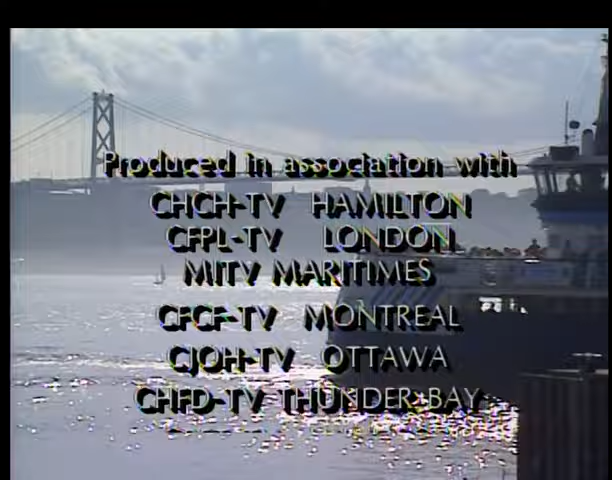 Produced in association with
CHCH-TV HAMILTON
CFPL-TV LONDON
MITV MARITIMES
CFCF-TV MONTREAL
CJOH-TV OTTAWA
CHFD-TV THUNDER BAY